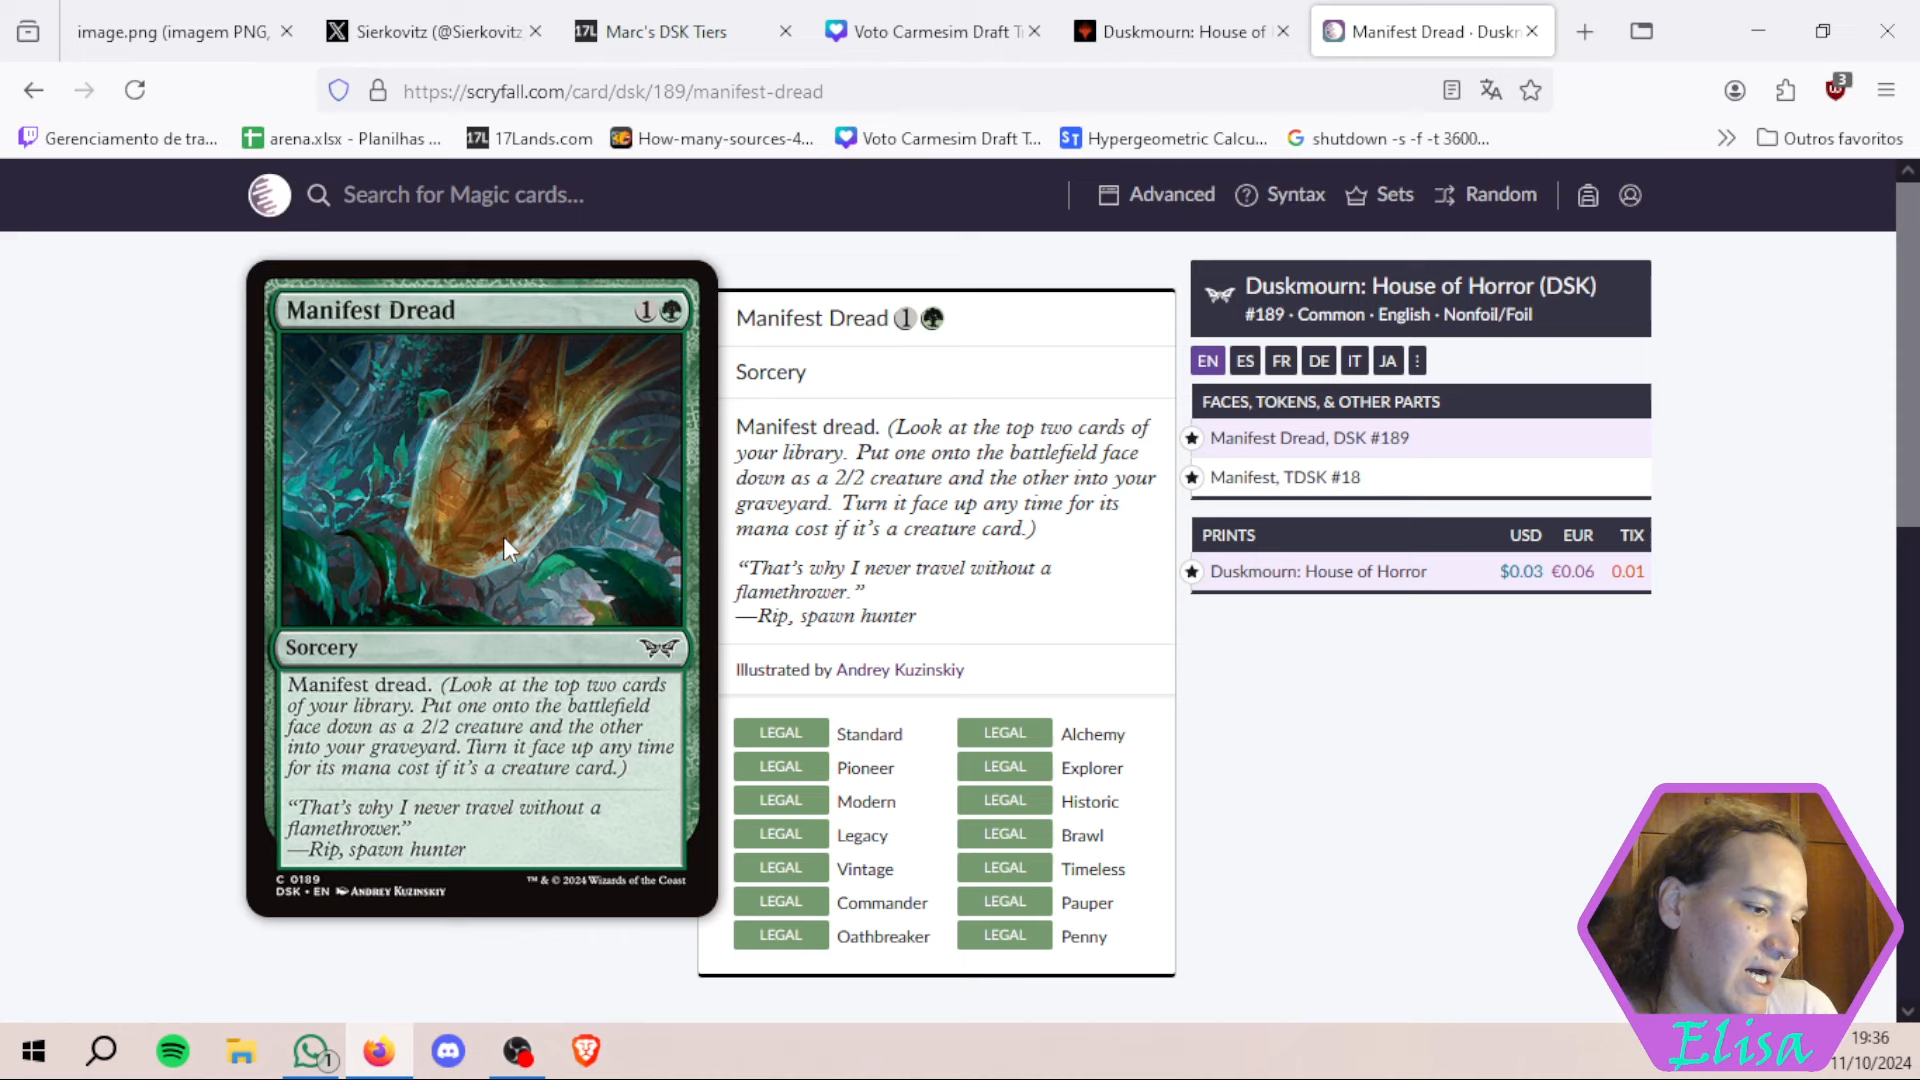 image.png (imagem PNG,
Sierkovitz (@Sierkovitz
17L Marc's DSK Tiers
Voto Carmesim Draft Ti
Duskmourn: House of
Manifest Dread · Duskn
https://scryfall.com/card/dsk/189/manifest-dread
3
Gerenciamento de tra...
arena.xlsx - Planilhas ...
17L 17Lands.com
How-many-sources-4...
Voto Carmesim Draft T...
ST Hypergeometric Calcu...
shutdown -s -f -t 3600...
Outros favoritos
Search for Magic cards...
Advanced
Syntax
Sets
Random
Manifest Dread 1
Sorcery
Manifest dread. (Look at the top two cards
of your library. Put one onto the battlefield
face down as a 2/2 creature and the other
into your graveyard. Turn it face up any time
for its mana cost if it's a creature card.)
“That's why I never travel without a
flamethrower.”
—Rip, spawn hunter
C 0189
DSK • EN Andrey Kuzinskiy
™ & © 2024 Wizards of the Coast
Manifest Dread 1
Sorcery
Manifest dread. (Look at the top two cards of
your library. Put one onto the battlefield face
down as a 2/2 creature and the other into your
graveyard. Turn it face up any time for its
mana cost if it's a creature card.)
“That's why I never travel without a
flamethrower.”
—Rip, spawn hunter
Illustrated by Andrey Kuzinskiy
LEGAL Standard LEGAL Alchemy
LEGAL Pioneer LEGAL Explorer
LEGAL Modern LEGAL Historic
LEGAL Legacy LEGAL Brawl
LEGAL Vintage LEGAL Timeless
LEGAL Commander LEGAL Pauper
LEGAL Oathbreaker LEGAL Penny
Duskmourn: House of Horror (DSK)
#189 · Common · English · Nonfoil/Foil
EN ES FR DE IT JA
FACES, TOKENS, & OTHER PARTS
Manifest Dread, DSK #189
Manifest, TDSK #18
PRINTS USD EUR TIX
Duskmourn: House of Horror $0.03 €0.06 0.01
Elisa
1
19:36
11/10/2024